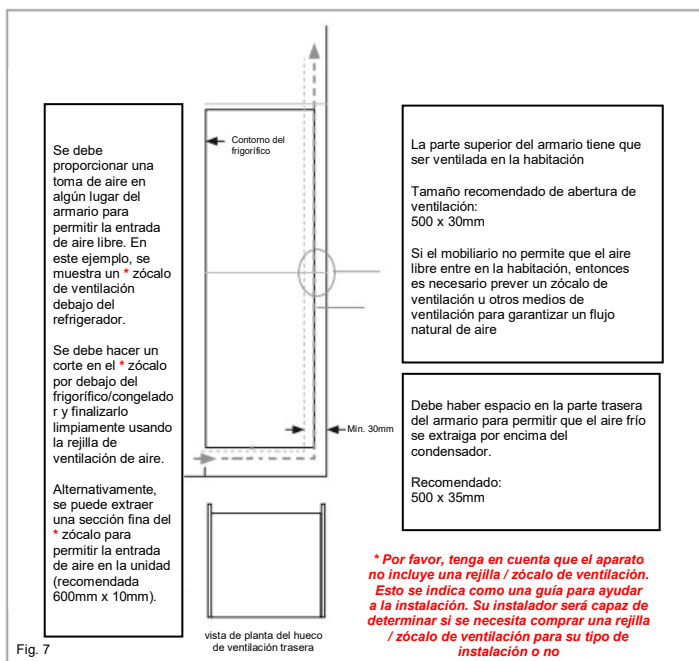 Se debe
proporcionar una
toma de aire en
algún lugar del
armario para
permitir la entrada
de aire libre. En
este ejemplo, se
muestra un * zócalo
de ventilación
debajo del
refrigerador.
Se debe hacer un
corte en el * zócalo
por debajo del
frigorífico/congelado
r y finalizarlo
limpiamente usando
la rejilla de
ventilación de aire.
Alternativamente,
se puede extraer
una sección fina del
* zócalo para
permitir la entrada
de aire en la unidad
(recomendada
600mm x 10mm).
Fig. 7
Contorno del
frigorífico
Mín. 30mm
vista de planta del hueco
de ventilación trasera
La parte superior del armario tiene que
ser ventilada en la habitación
Tamaño recomendado de abertura de
ventilación:
500 x 30mm
Si el mobiliario no permite que el aire
libre entre en la habitación, entonces
es necesario prever un zócalo de
ventilación u otros medios de
ventilación para garantizar un flujo
natural de aire
Debe haber espacio en la parte trasera
del armario para permitir que el aire frío
se extraiga por encima del
condensador.
Recomendado:
500 x 35mm
* Por favor, tenga en cuenta que el aparato
no incluye una rejilla / zócalo de ventilación.
Esto se indica como una guía para ayudar
a la instalación. Su instalador será capaz de
determinar si se necesita comprar una rejilla
/ zócalo de ventilación para su tipo de
instalación o no